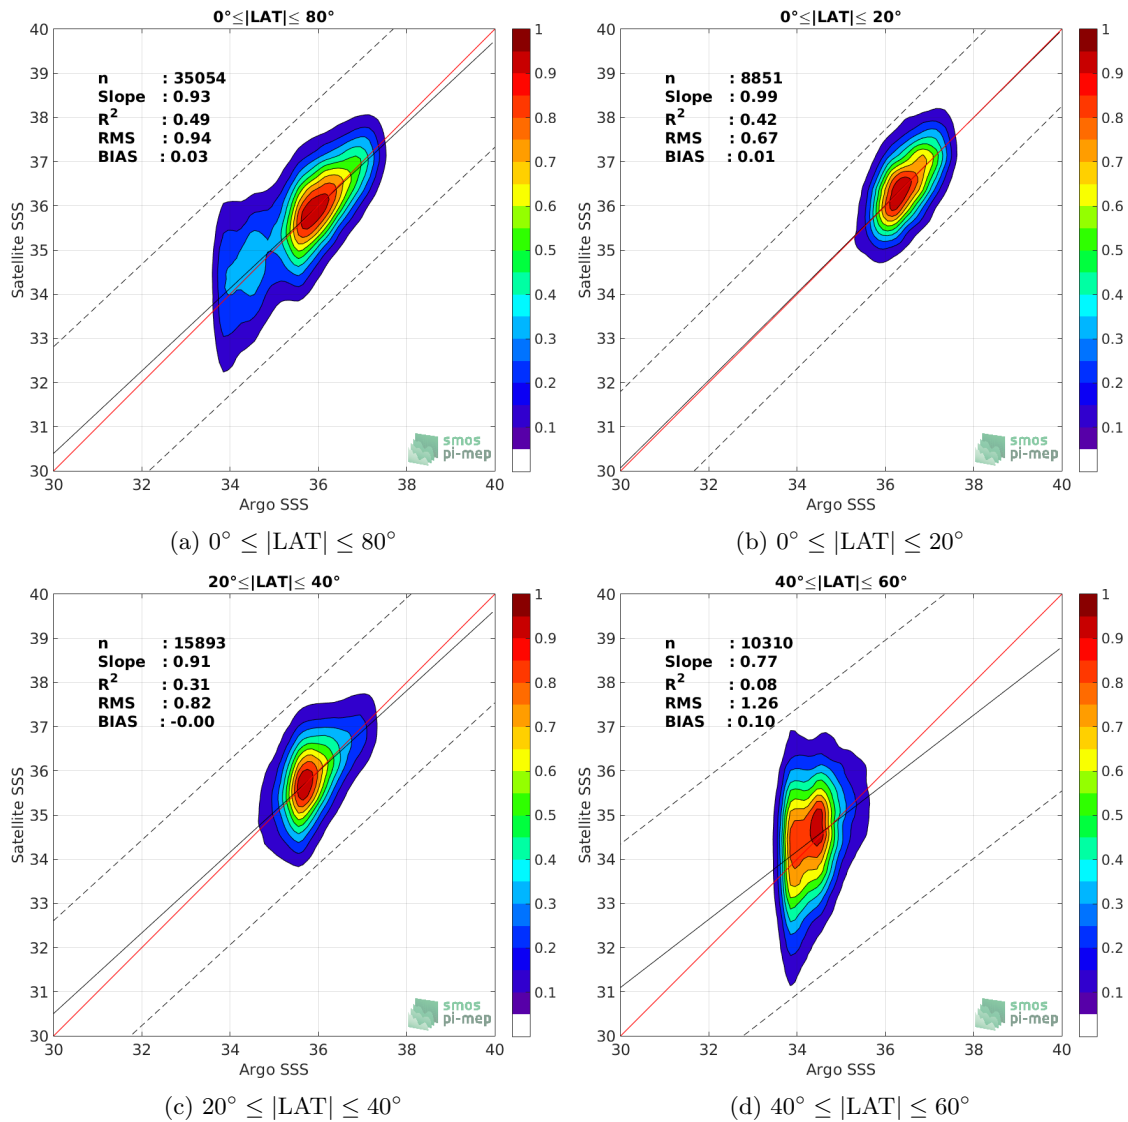 0°≤|LAT|≤ 80°
40
39
38
37
36
35
34
33
32
31
30
Satellite SSS
n : 35054
Slope : 0.93
R² : 0.49
RMS : 0.94
BIAS : 0.03
smos
pi-mep
30 32 34 36 38 40
Argo SSS
1
0.9
0.8
0.7
0.6
0.5
0.4
0.3
0.2
0.1
(a) 0° ≤ |LAT| ≤ 80°
0°≤|LAT|≤ 20°
40
39
38
37
36
35
34
33
32
31
30
Satellite SSS
n : 8851
Slope : 0.99
R² : 0.42
RMS : 0.67
BIAS : 0.01
smos
pi-mep
30 32 34 36 38 40
Argo SSS
1
0.9
0.8
0.7
0.6
0.5
0.4
0.3
0.2
0.1
(b) 0° ≤ |LAT| ≤ 20°
20°≤|LAT|≤ 40°
40
39
38
37
36
35
34
33
32
31
30
Satellite SSS
n : 15893
Slope : 0.91
R² : 0.31
RMS : 0.82
BIAS : -0.00
smos
pi-mep
30 32 34 36 38 40
Argo SSS
1
0.9
0.8
0.7
0.6
0.5
0.4
0.3
0.2
0.1
(c) 20° ≤ |LAT| ≤ 40°
40°≤|LAT|≤ 60°
40
39
38
37
36
35
34
33
32
31
30
Satellite SSS
n : 10310
Slope : 0.77
R² : 0.08
RMS : 1.26
BIAS : 0.10
smos
pi-mep
30 32 34 36 38 40
Argo SSS
1
0.9
0.8
0.7
0.6
0.5
0.4
0.3
0.2
0.1
(d) 40° ≤ |LAT| ≤ 60°